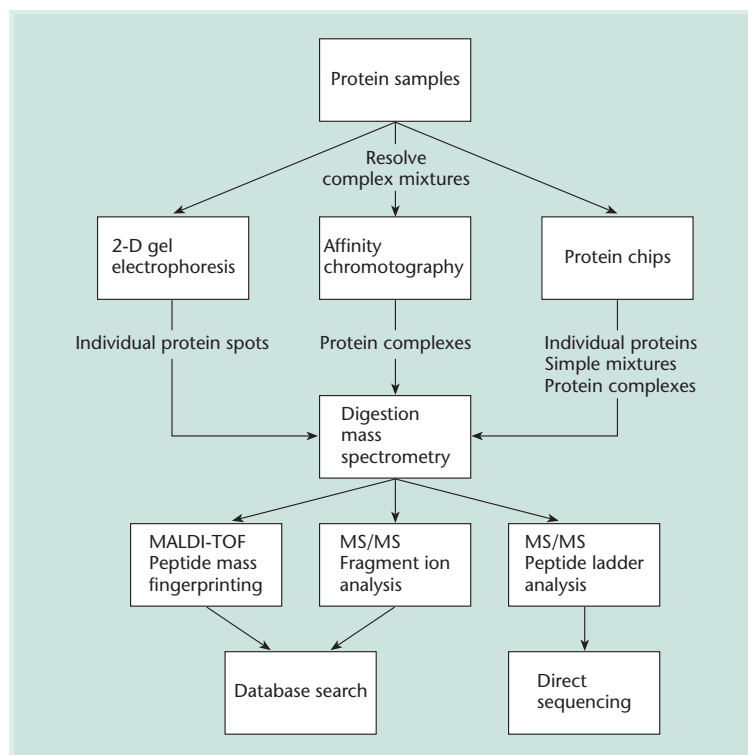 Protein samples
Resolve
complex mixtures
2-D gel
electrophoresis
Affinity
chromotography
Protein chips
Individual protein spots
Protein complexes
Individual proteins
Simple mixtures
Protein complexes
Digestion
mass
spectrometry
MALDI-TOF
Peptide mass
fingerprinting
MS/MS
Fragment ion
analysis
MS/MS
Peptide ladder
analysis
Database search
Direct
sequencing